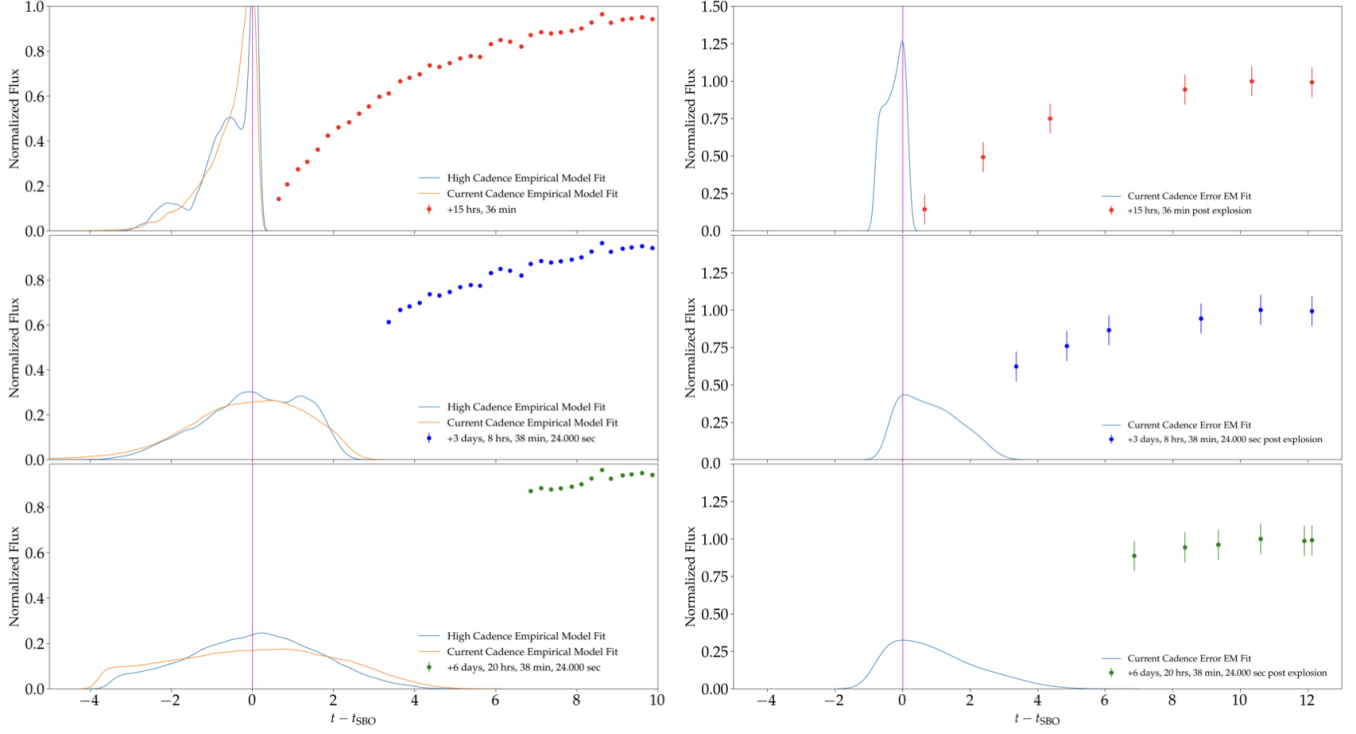 1.0
0.8
0.6
0.4
0.2
0.0
Normalized Flux
High Cadence Empirical Model Fit
Current Cadence Empirical Model Fit
+15 hrs, 36 min
0.8
0.6
0.4
0.2
0.0
Normalized Flux
High Cadence Empirical Model Fit
Current Cadence Empirical Model Fit
+3 days, 8 hrs, 38 min, 24.000 sec
0.8
0.6
0.4
0.2
0.0
Normalized Flux
High Cadence Empirical Model Fit
Current Cadence Empirical Model Fit
+6 days, 20 hrs, 38 min, 24.000 sec
−4 −2 0 2 4 6 8 10
t − tSBO
1.50
1.25
1.00
0.75
0.50
0.25
0.0
Normalized Flux
Current Cadence Error EM Fit
+15 hrs, 36 min post explosion
1.25
1.00
0.75
0.50
0.25
0.0
Normalized Flux
Current Cadence Error EM Fit
+3 days, 8 hrs, 38 min, 24.000 sec post explosion
0.0
1.25
1.00
0.75
0.50
0.25
0.00
Normalized Flux
Current Cadence Error EM Fit
+6 days, 20 hrs, 38 min, 24.000 sec post explosion
−4 −2 0 2 4 6 8 10 12
t − tSBO